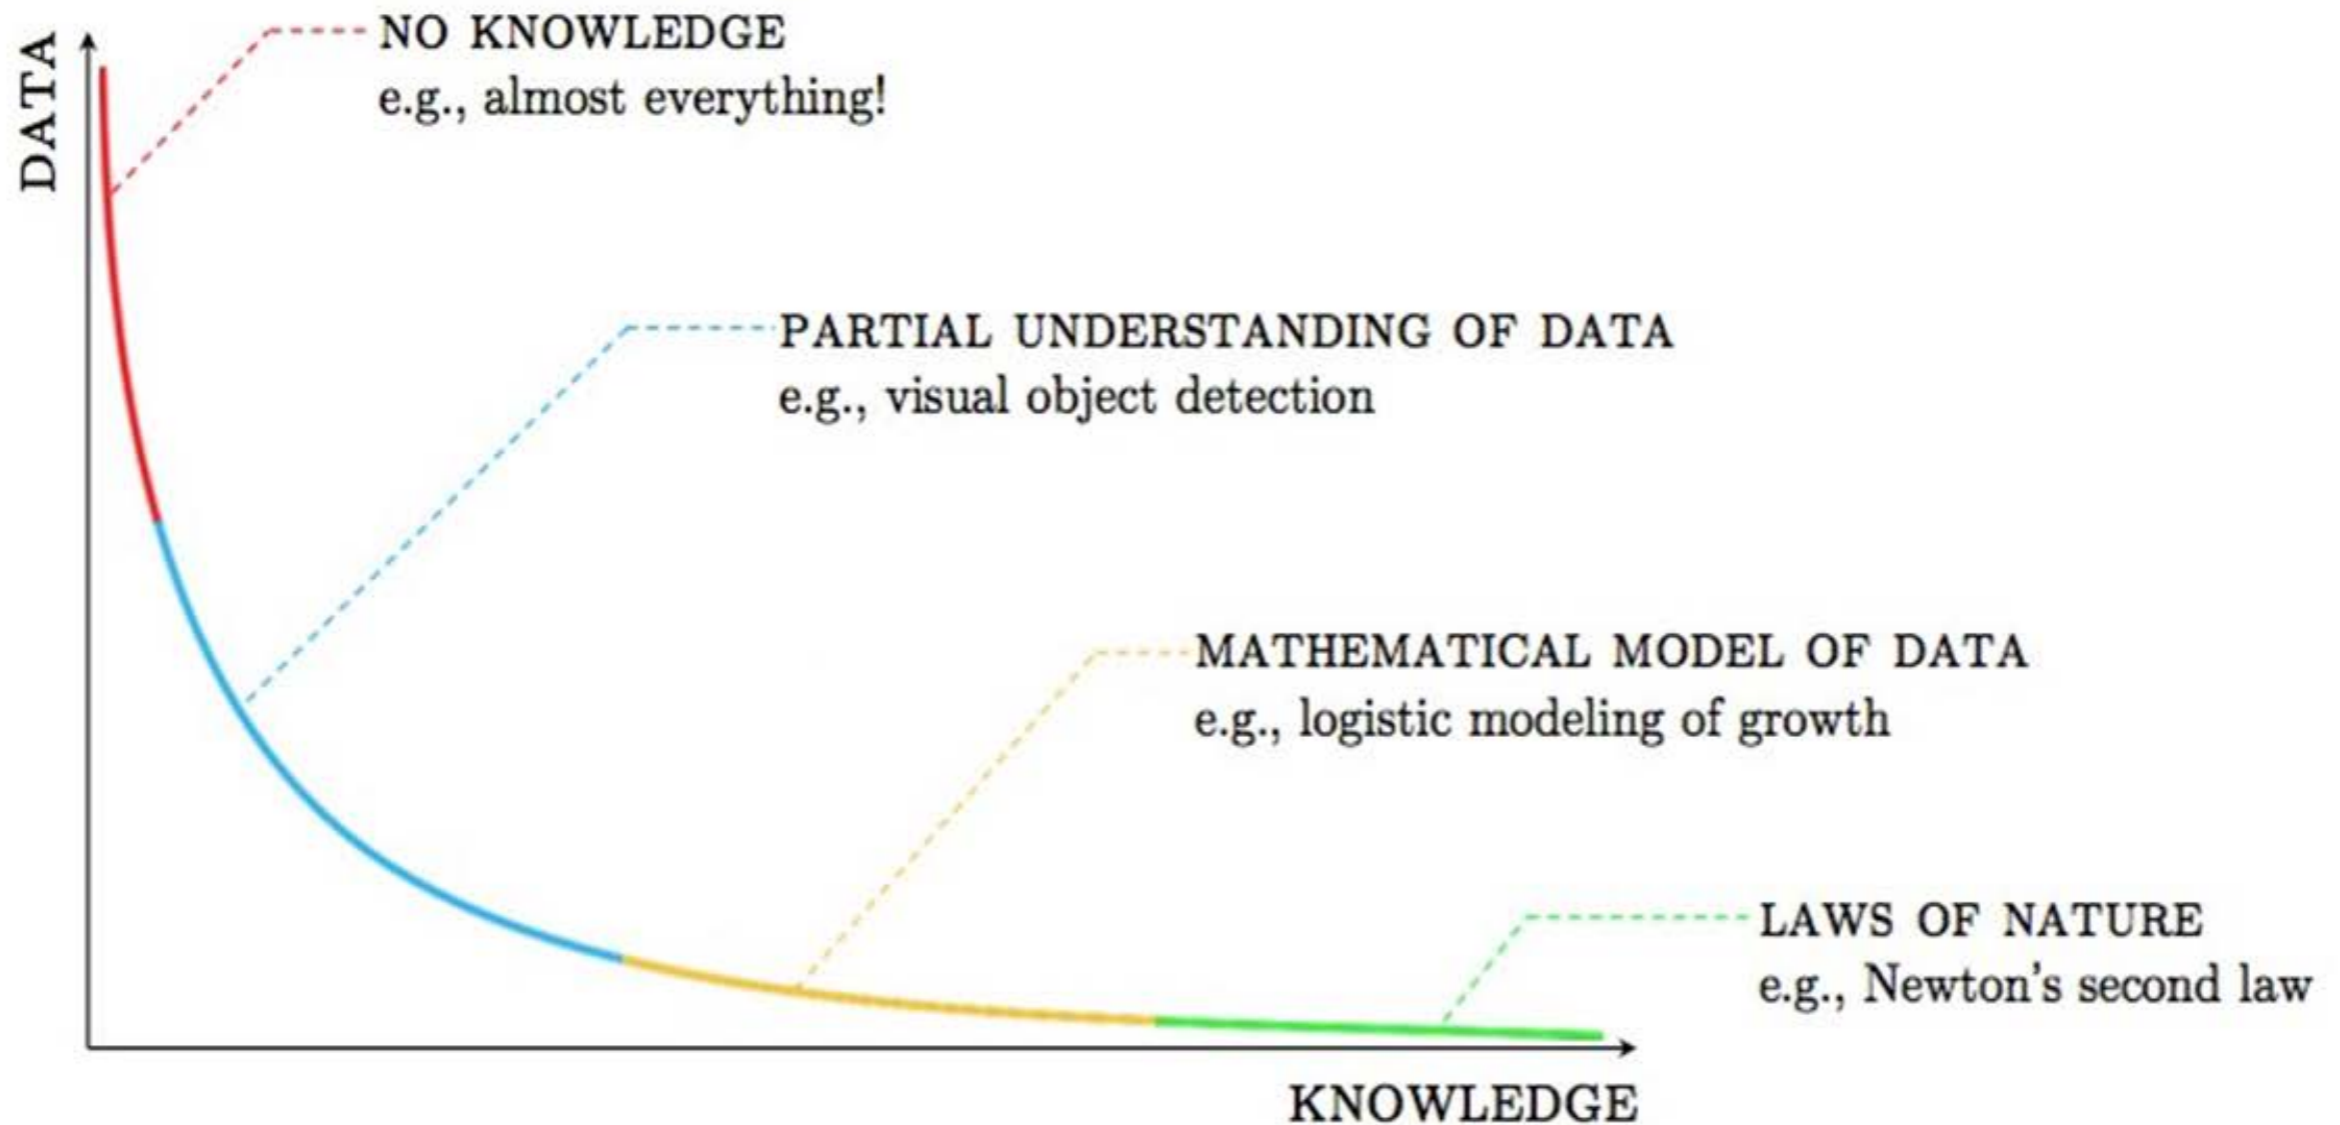 DATA
NO KNOWLEDGE
e.g., almost everything!
PARTIAL UNDERSTANDING OF DATA
e.g., visual object detection
MATHEMATICAL MODEL OF DATA
e.g., logistic modeling of growth
LAWS OF NATURE
e.g., Newton's second law
KNOWLEDGE